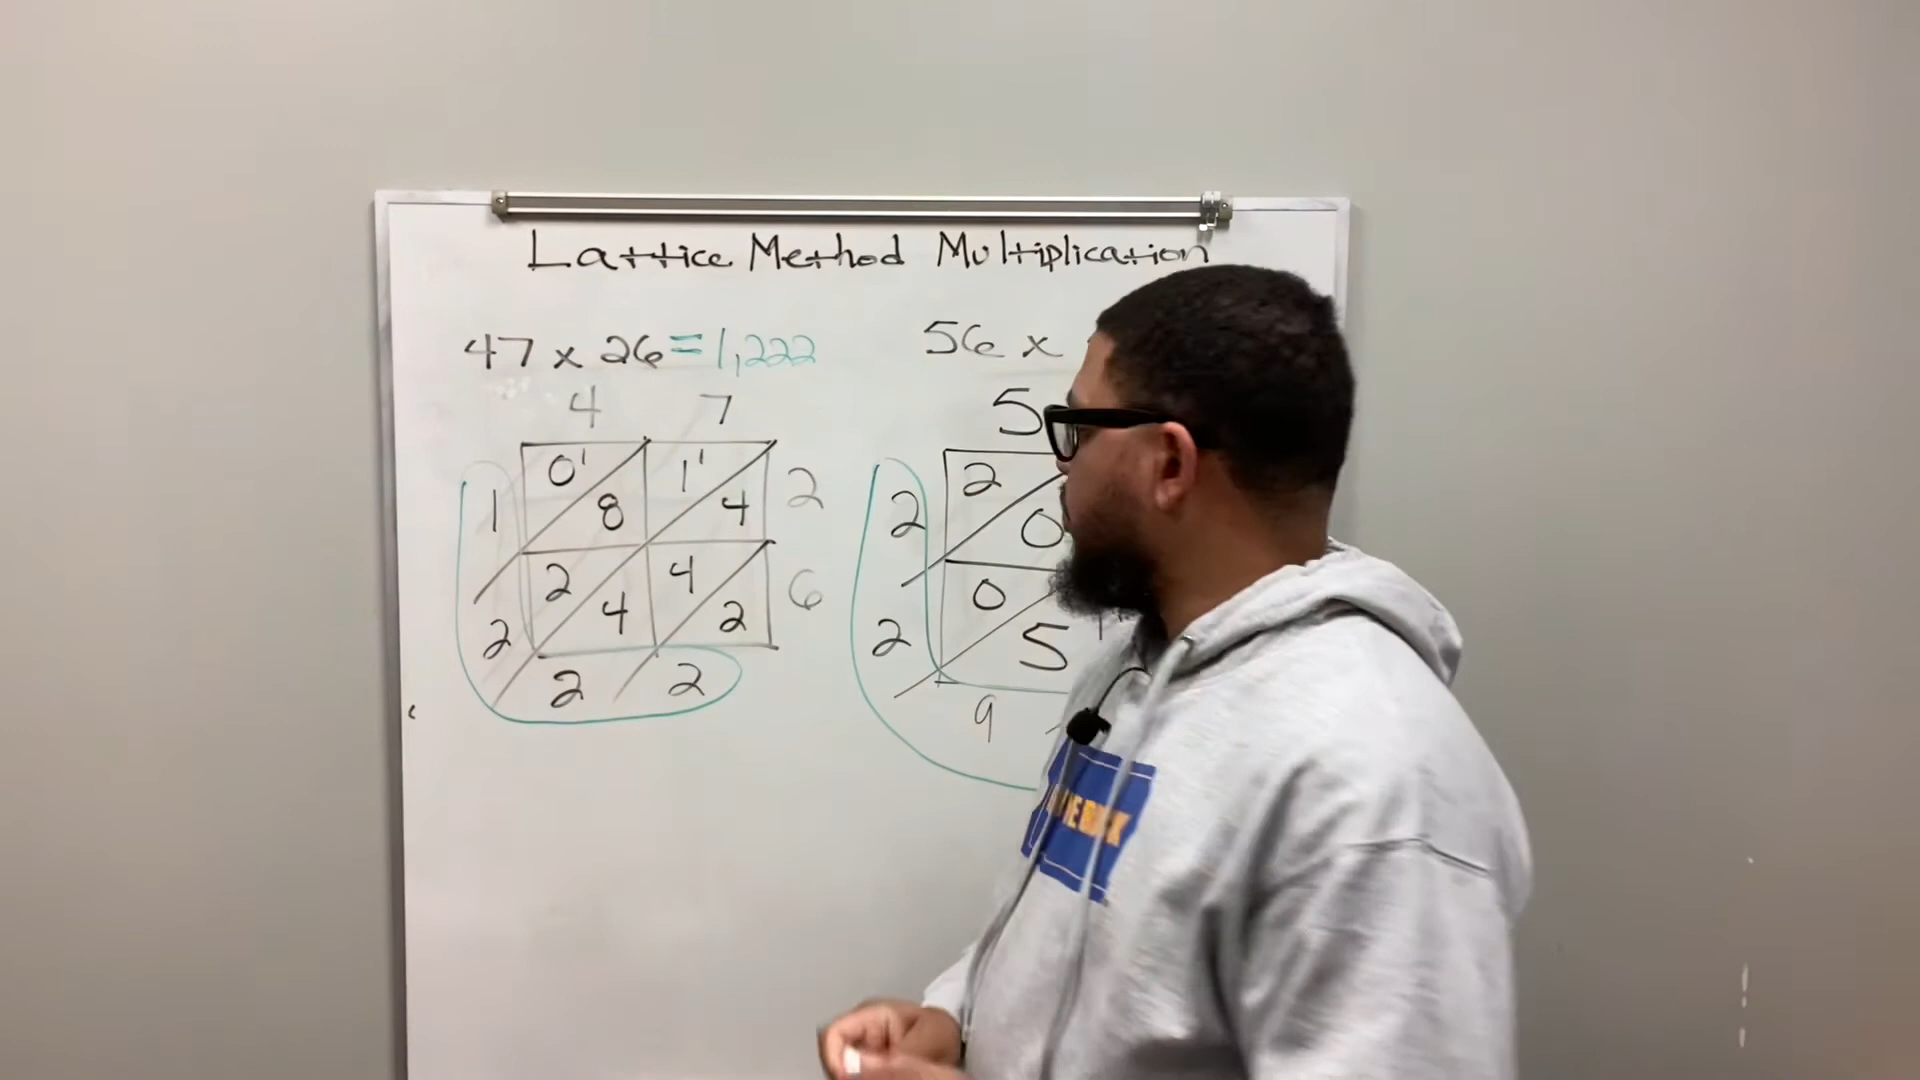 Lattice Method Multiplication
47 x 26 = 1,222
56 x
4 7
5
0 1 1 1 2
1 8 4
2 4 6
2 4 2
2 2
2 2
0
0
2 5
9